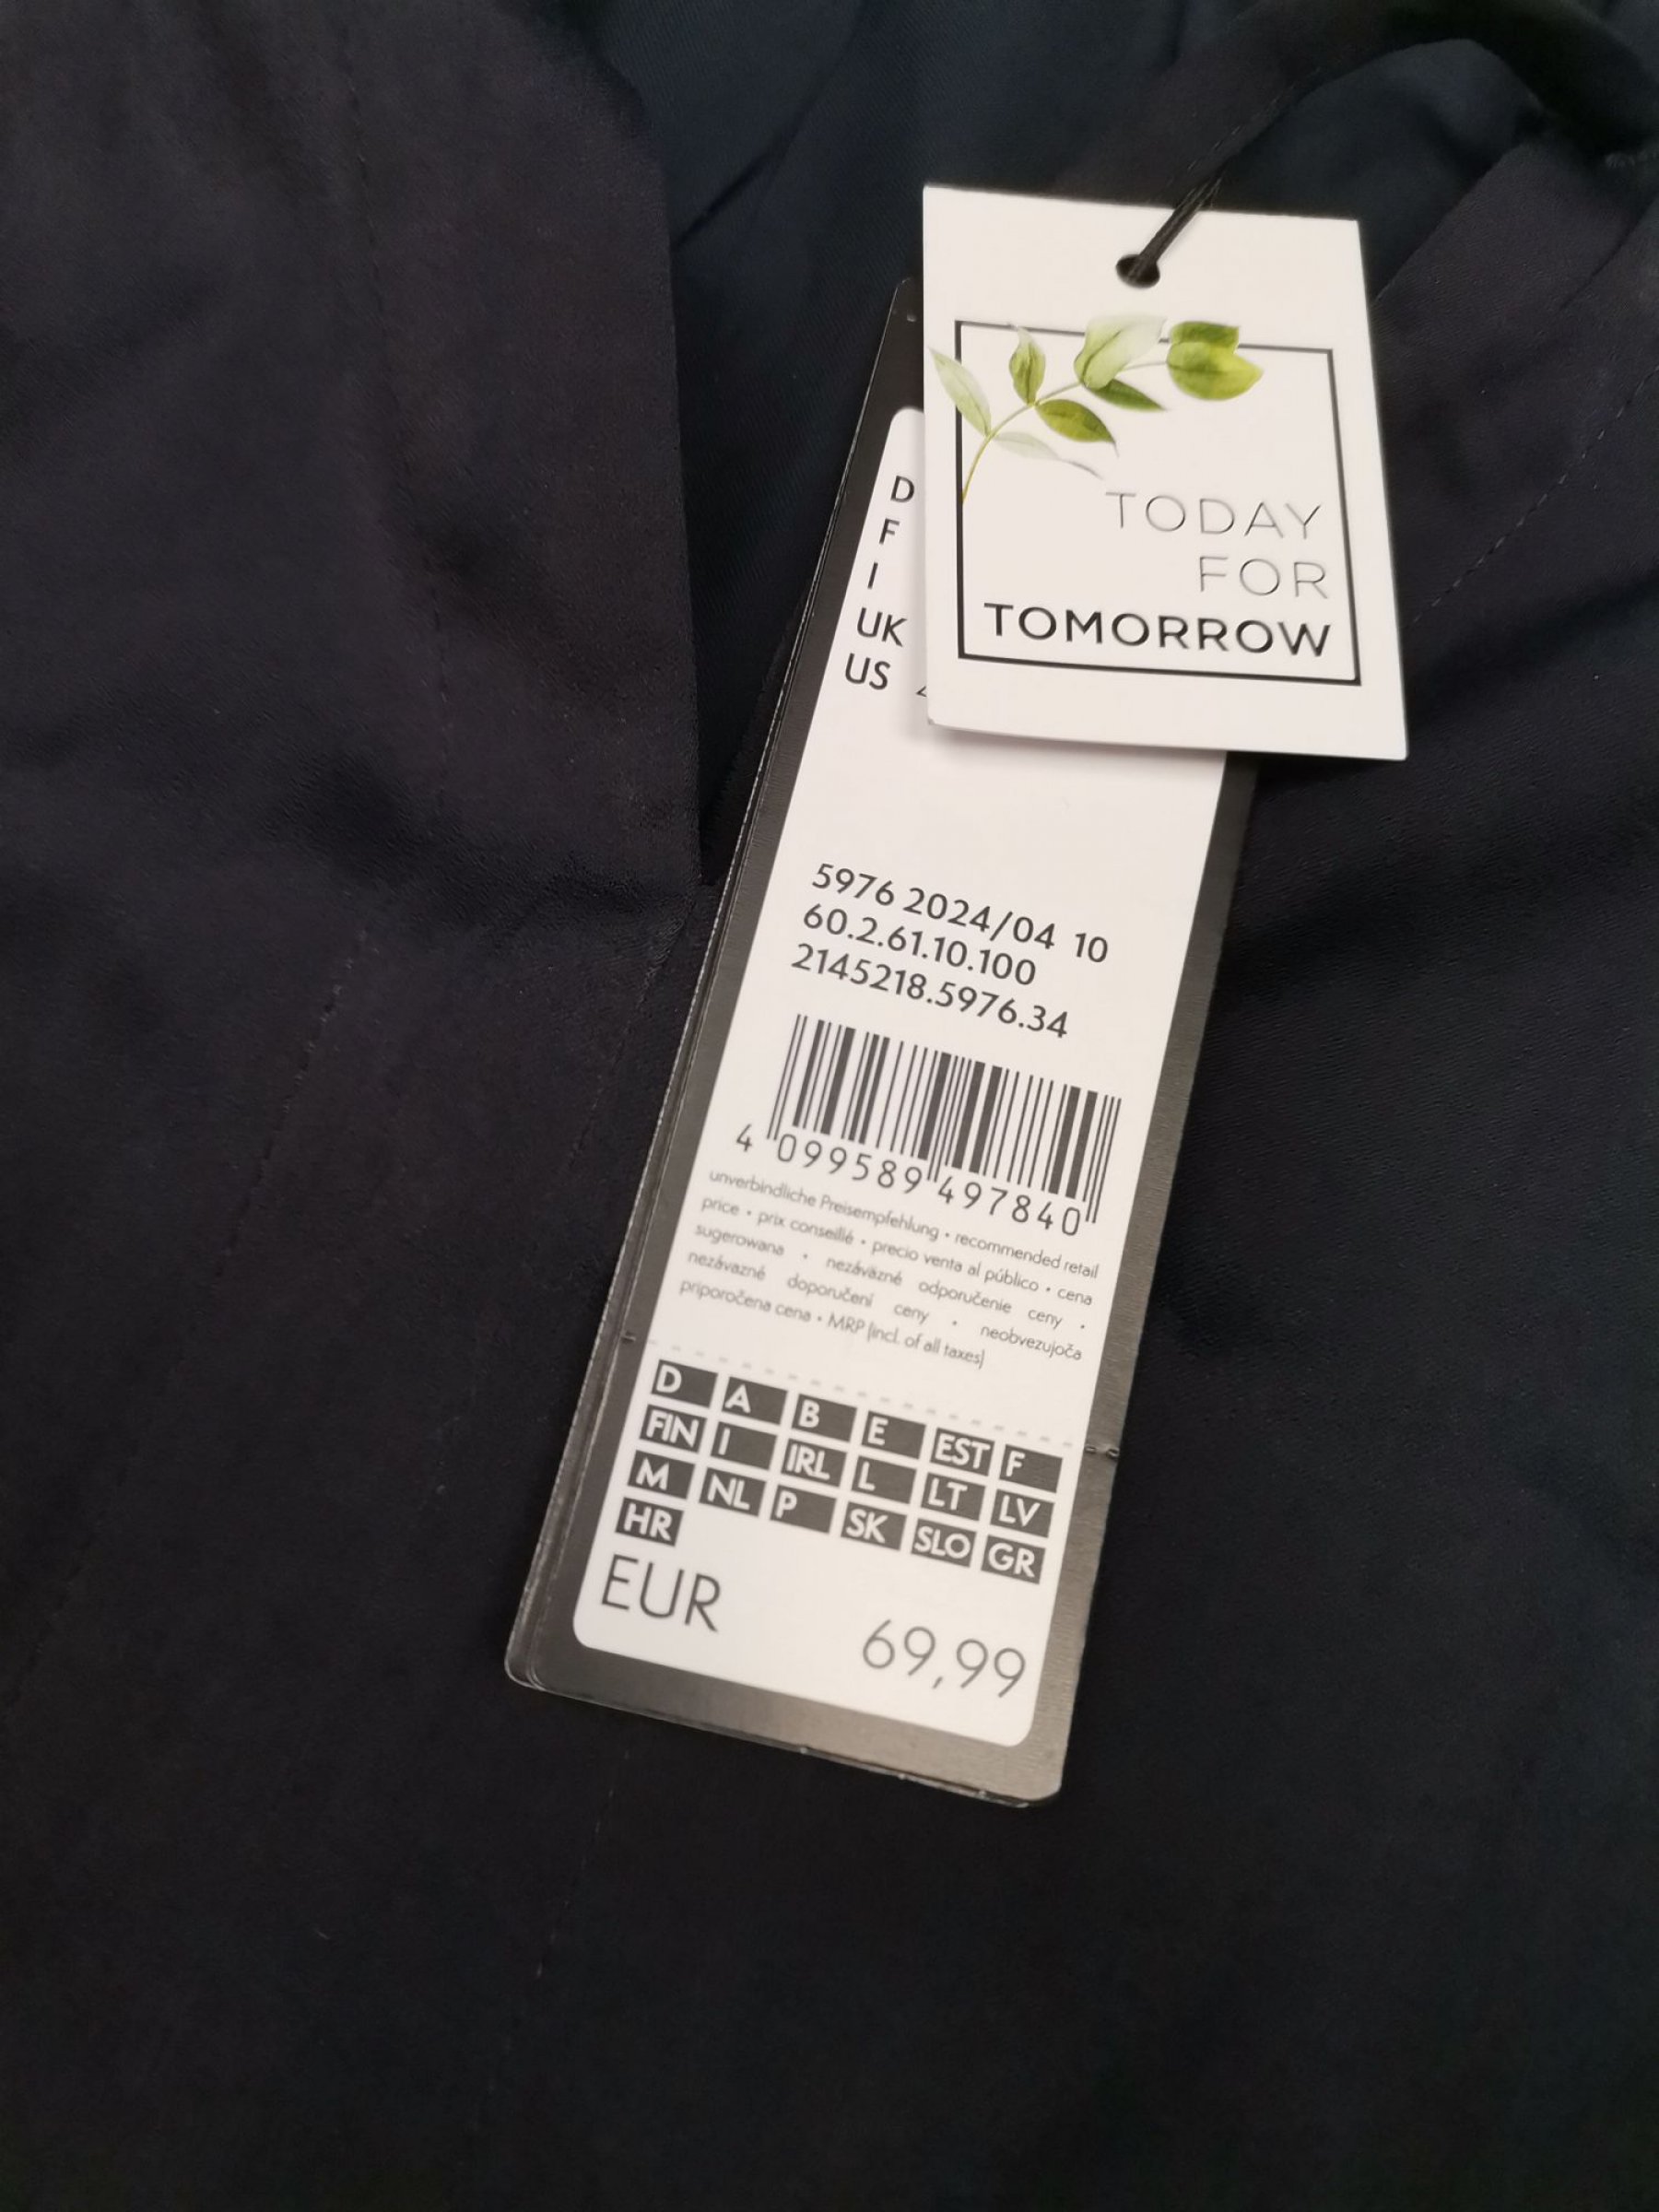 TODAY
FOR
TOMORROW
D
F
I
UK
US
5976 2024/04 10
60.2.61.10.100
2145218.5976.34
4 099589 497840
unverbindliche Preisempfehlung • recommended retail
price • prix conseillé • precio venta al público • cena
sugerowana • nezáväzné odporučenie ceny •
nezávazné doporučení ceny • neobvezujoča
priporočena cena • MRP (incl. of all taxes)
D A B E EST F
FIN I IRL L LT LV
M NL P SK SLO GR
HR
EUR 69,99